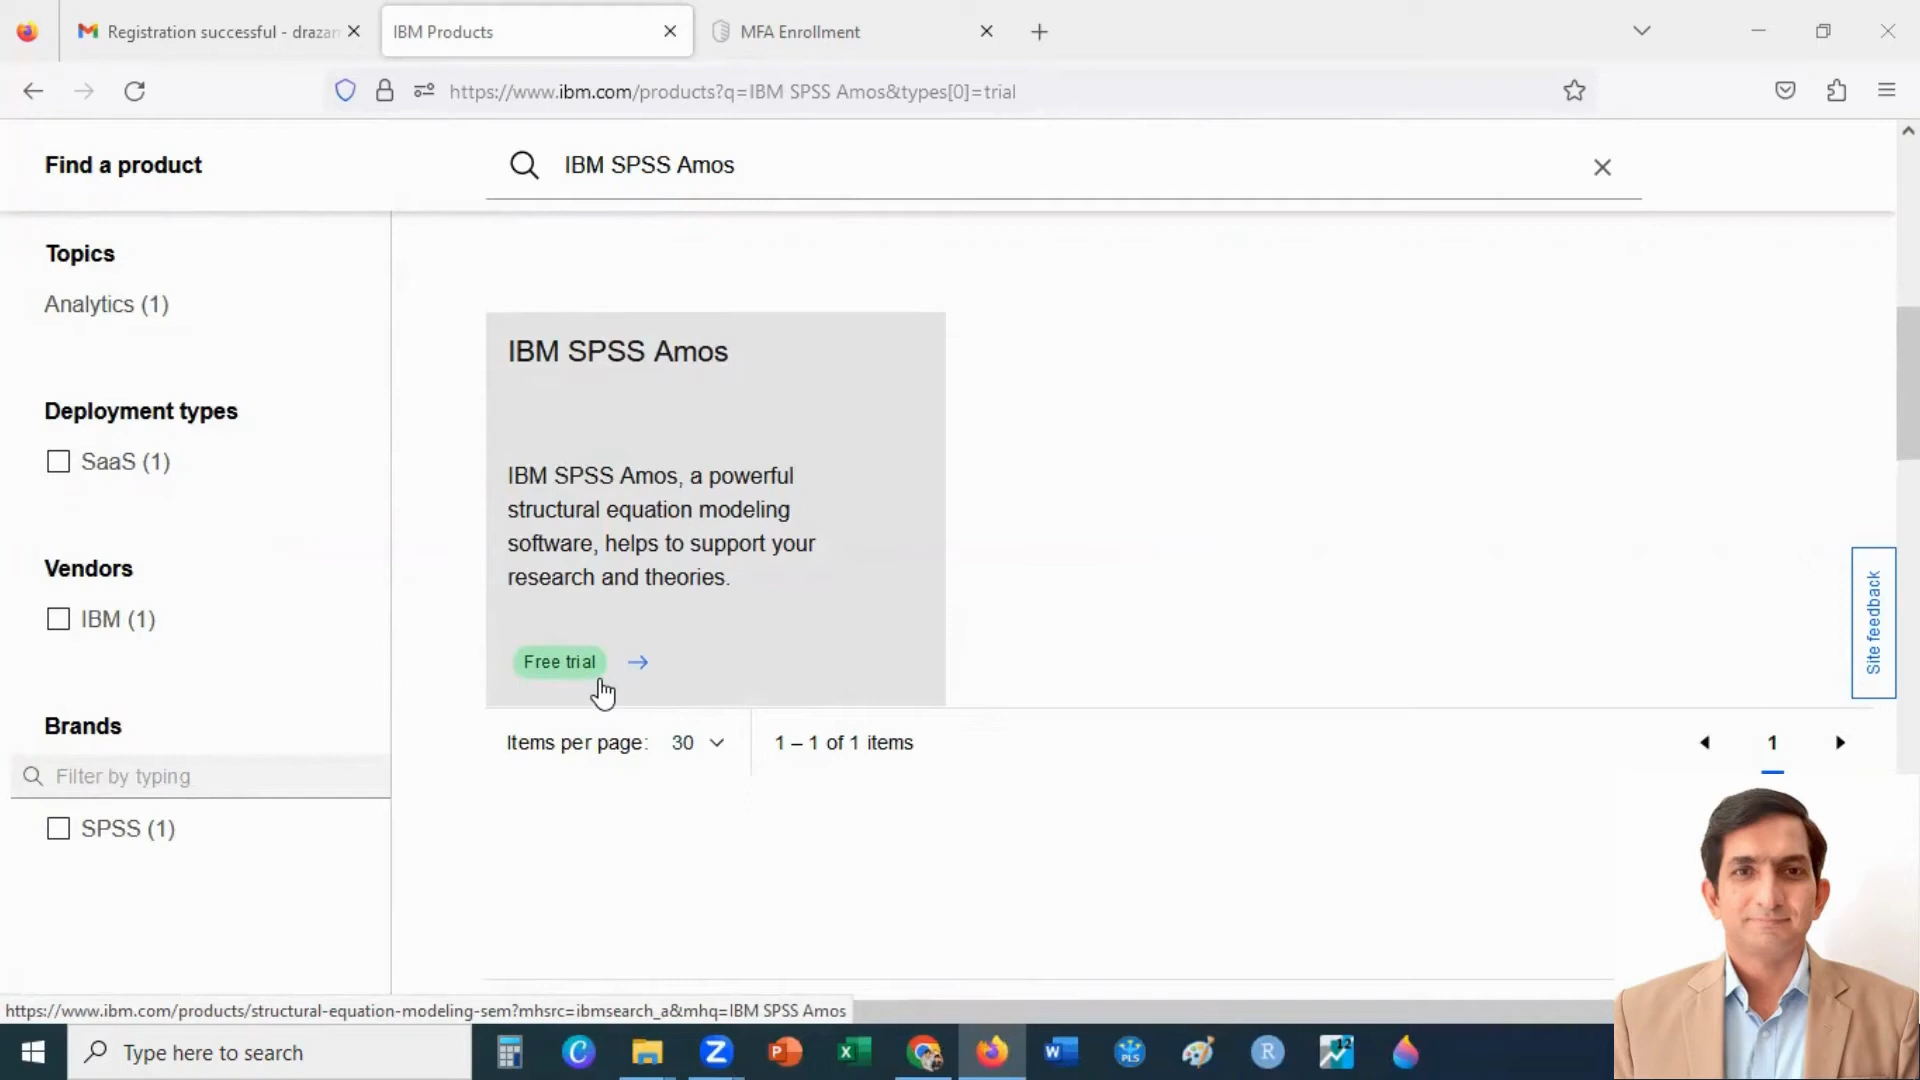 Registration successful - drazan
IBM Products
MFA Enrollment
https://www.ibm.com/products?q=IBM SPSS Amos&types[0]=trial
Find a product
IBM SPSS Amos
Topics
Analytics (1)
Deployment types
SaaS (1)
Vendors
IBM (1)
Brands
Filter by typing
SPSS (1)
IBM SPSS Amos
IBM SPSS Amos, a powerful
structural equation modeling
software, helps to support your
research and theories.
Free trial
Items per page: 30
1 – 1 of 1 items
1
Site feedback
https://www.ibm.com/products/structural-equation-modeling-sem?mhsrc=ibmsearch_a&mhq=IBM SPSS Amos
Type here to search
PLS
R
12